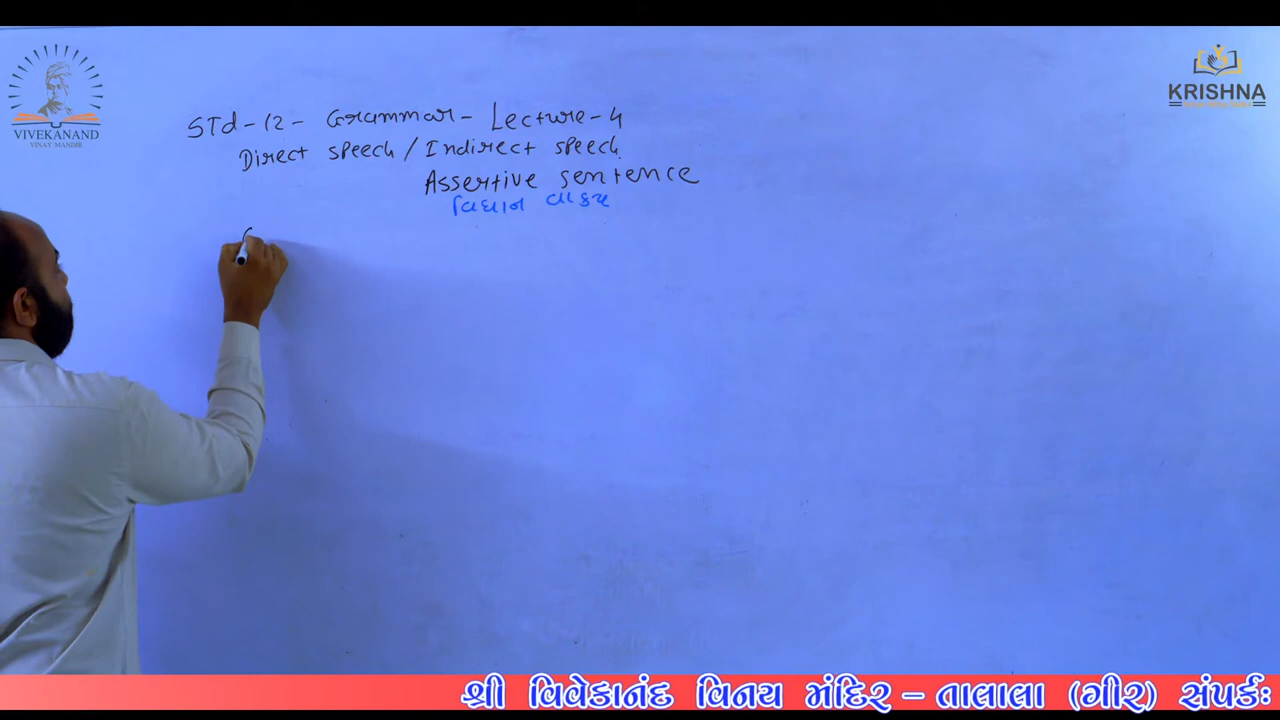 VIVEKANAND
VINAY MANDIR
KRISHNA
STd-12- Grammar- Lecture-4
Direct speech / Indirect speech
Assertive sentence
વિધાન વાક્ય
શ્રી વિવેકાનંદ વિનય મંદિર – તાલાલા (ગીર) સંપર્કઃ